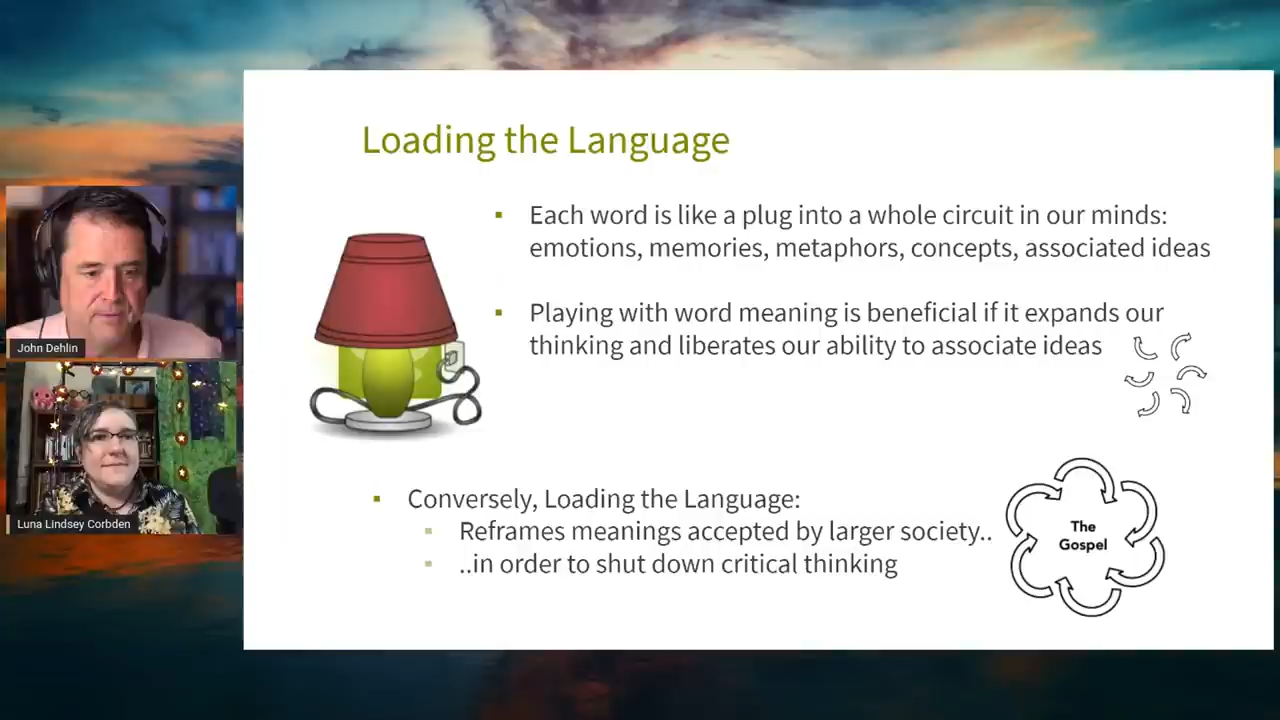 Loading the Language
▪ Each word is like a plug into a whole circuit in our minds:
emotions, memories, metaphors, concepts, associated ideas
▪ Playing with word meaning is beneficial if it expands our
thinking and liberates our ability to associate ideas
John Dehlin
Luna Lindsey Corbden
▪ Conversely, Loading the Language:
▪ Reframes meanings accepted by larger society..
▪ ..in order to shut down critical thinking
The
Gospel